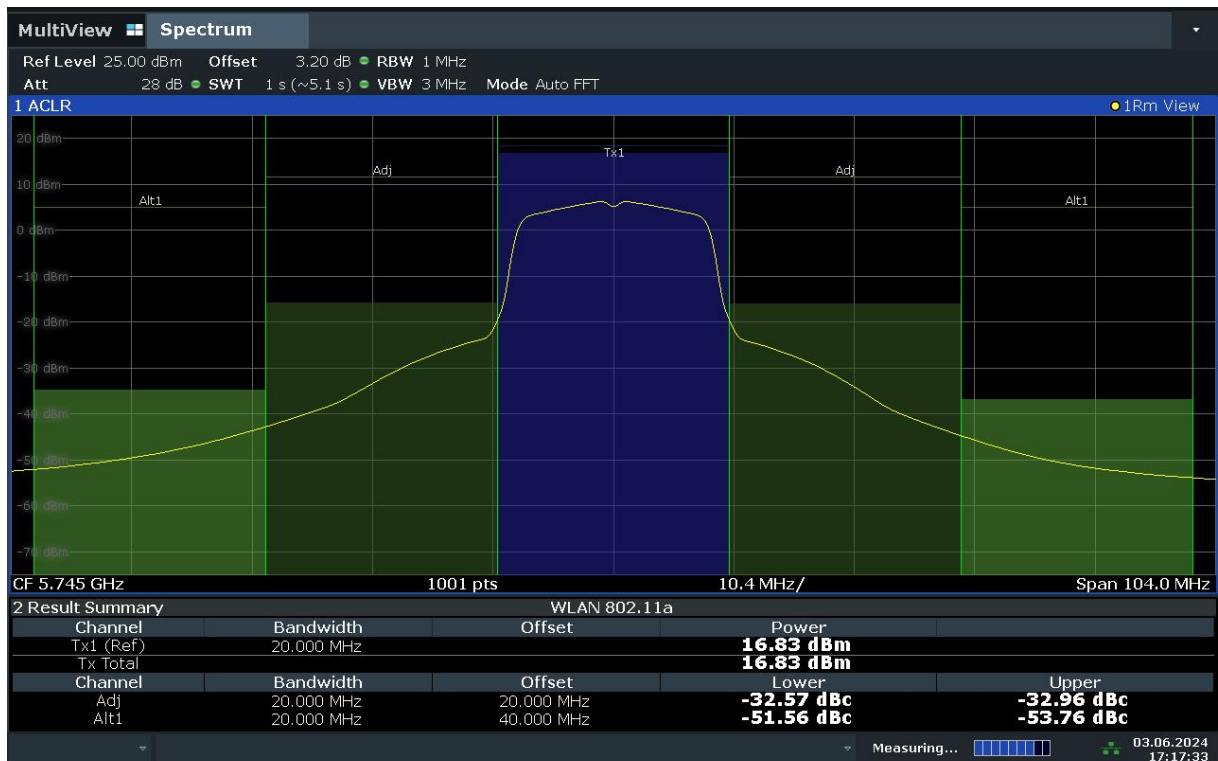 MultiView Spectrum
Ref Level 25.00 dBm Offset 3.20 dB RBW 1 MHz
Att 28 dB SWT 1 s (~5.1 s) VBW 3 MHz Mode Auto FFT
1 ACLR 1Rm View
20 dBm
Tx1
Adj Adj
10 dBm
Alt1 Alt1
0 dBm
-10 dBm
-20 dBm
-30 dBm
-40 dBm
-50 dBm
-60 dBm
-70 dBm
CF 5.745 GHz 1001 pts 10.4 MHz/ Span 104.0 MHz
2 Result Summary WLAN 802.11a
Channel Bandwidth Offset Power
Tx1 (Ref) 20.000 MHz 16.83 dBm
Tx Total 16.83 dBm
Channel Bandwidth Offset Lower Upper
Adj 20.000 MHz 20.000 MHz -32.57 dBc -32.96 dBc
Alt1 20.000 MHz 40.000 MHz -51.56 dBc -53.76 dBc
Measuring... 03.06.2024
17:17:33